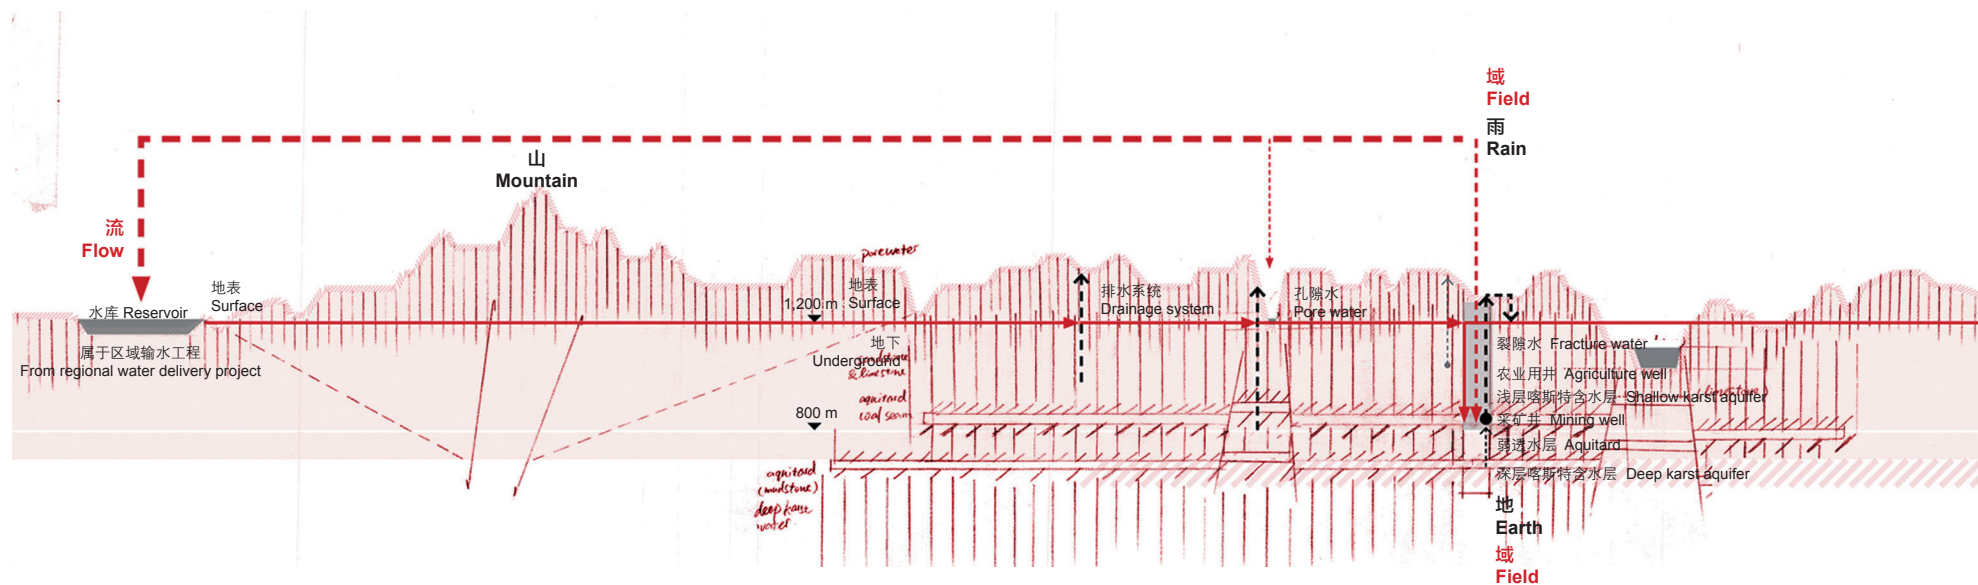 域
Field
雨
Rain
山
Mountain
流
Flow
porewater
地表
Surface
水库 Reservoir
1,200 m
地表
Surface
排水系统
Drainage system
孔隙水
Pore water
属于区域输水工程
From regional water delivery project
地下
Underground
mudstone
& limestone
aquitard
coal seam
800 m
裂隙水 Fracture water
农业用井 Agriculture well
(limestone)
浅层喀斯特含水层 Shallow karst aquifer
采矿井 Mining well
弱透水层 Aquitard
深层喀斯特含水层 Deep karst aquifer
aquitard
(mudstone)
deep karst
water
地
Earth
域
Field